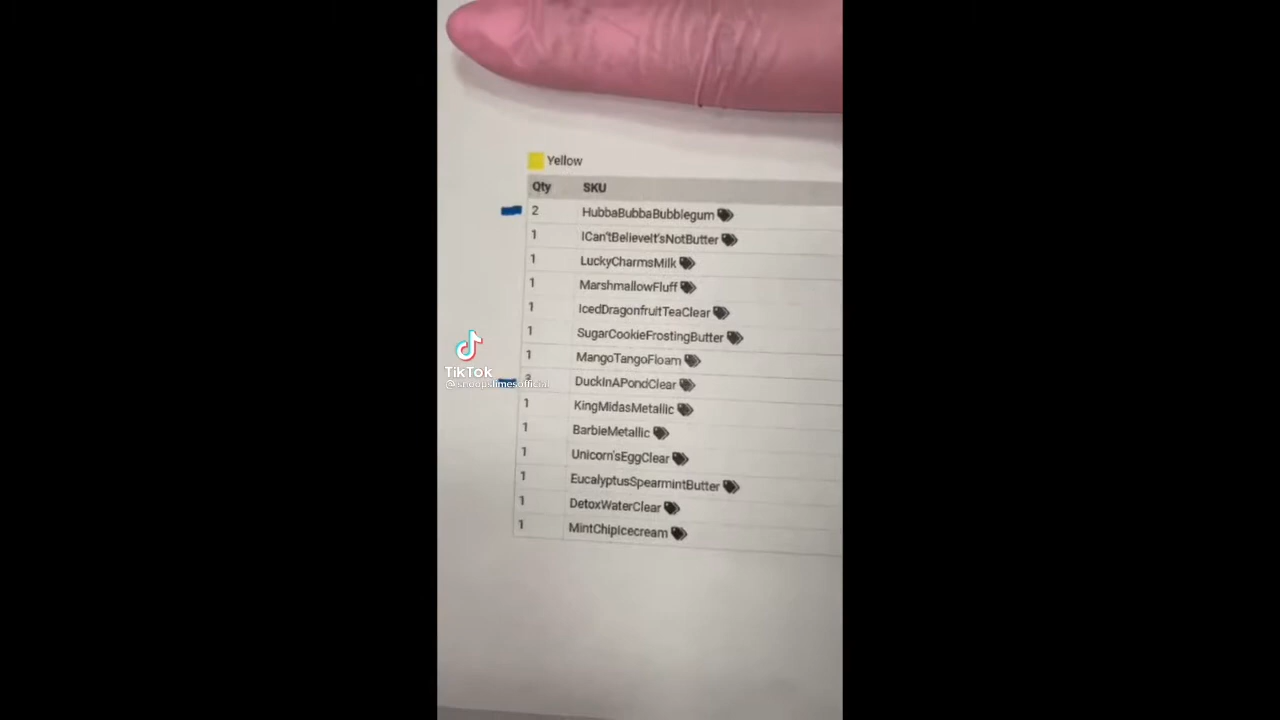 Yellow
Qty SKU
2 HubbaBubbaBubblegum
1 ICan'tBelieveIt'sNotButter
1 LuckyCharmsMilk
1 MarshmallowFluff
1 IcedDragonfruitTeaClear
1 SugarCookieFrostingButter
1 MangoTangoFloam
DuckInAPondClear
1 KingMidasMetallic
1 BarbieMetallic
1 Unicorn'sEggClear
1 EucalyptusSpearmintButter
1 DetoxWaterClear
1 MintChipIcecream
TikTok
@snoopslimesofficial